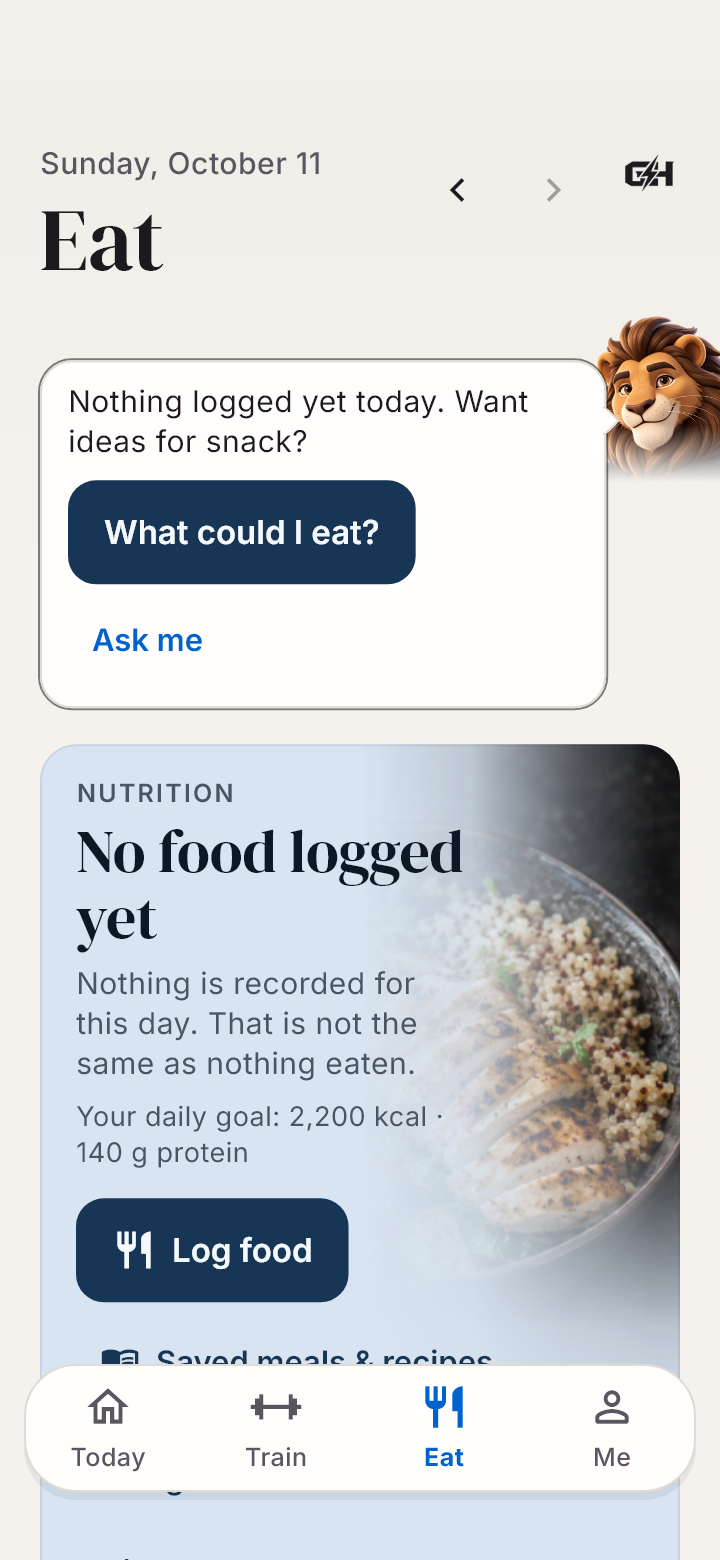 Sunday, October 11
Eat
GH
Nothing logged yet today. Want
ideas for snack?
What could I eat?
Ask me
NUTRITION
No food logged
yet
Nothing is recorded for
this day. That is not the
same as nothing eaten.
Your daily goal: 2,200 kcal ·
140 g protein
Log food
Saved meals & recipes
Today
Train
Eat
Me